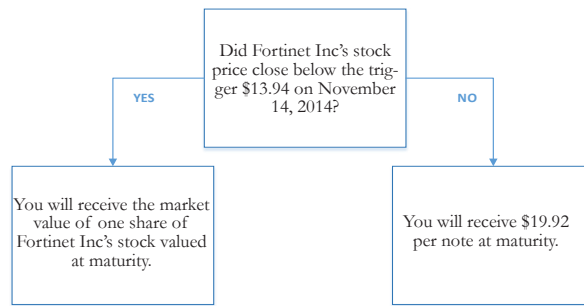 Did Fortinet Inc's stock
price close below the trig-
ger $13.94 on November
14, 2014?
YES
NO
You will receive the market
value of one share of
Fortinet Inc's stock valued
at maturity.
You will receive $19.92
per note at maturity.